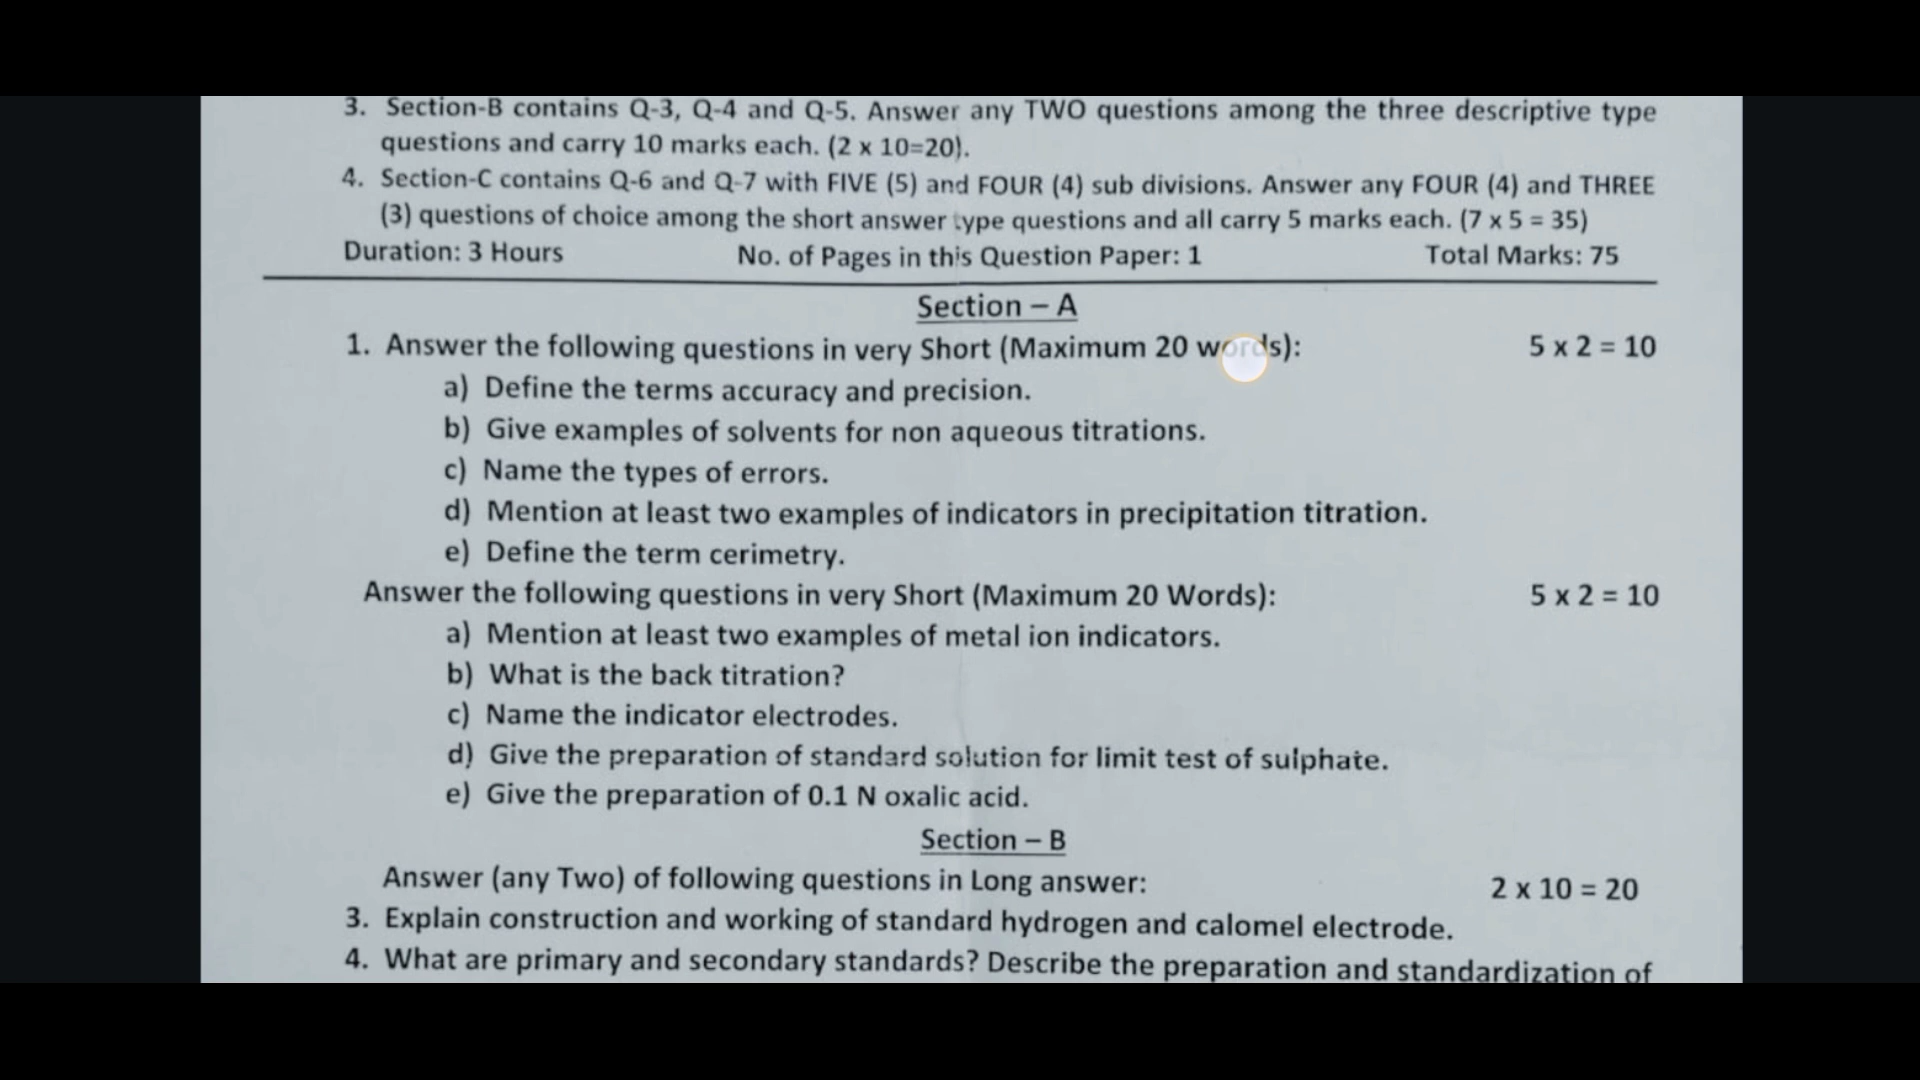 3. Section-B contains Q-3, Q-4 and Q-5. Answer any TWO questions among the three descriptive type
questions and carry 10 marks each. (2 x 10=20).
4. Section-C contains Q-6 and Q-7 with FIVE (5) and FOUR (4) sub divisions. Answer any FOUR (4) and THREE
(3) questions of choice among the short answer type questions and all carry 5 marks each. (7 x 5 = 35)
Duration: 3 Hours No. of Pages in this Question Paper: 1 Total Marks: 75
Section – A
1. Answer the following questions in very Short (Maximum 20 words): 5 x 2 = 10
a) Define the terms accuracy and precision.
b) Give examples of solvents for non aqueous titrations.
c) Name the types of errors.
d) Mention at least two examples of indicators in precipitation titration.
e) Define the term cerimetry.
Answer the following questions in very Short (Maximum 20 Words): 5 x 2 = 10
a) Mention at least two examples of metal ion indicators.
b) What is the back titration?
c) Name the indicator electrodes.
d) Give the preparation of standard solution for limit test of sulphate.
e) Give the preparation of 0.1 N oxalic acid.
Section – B
Answer (any Two) of following questions in Long answer: 2 x 10 = 20
3. Explain construction and working of standard hydrogen and calomel electrode.
4. What are primary and secondary standards? Describe the preparation and standardization of